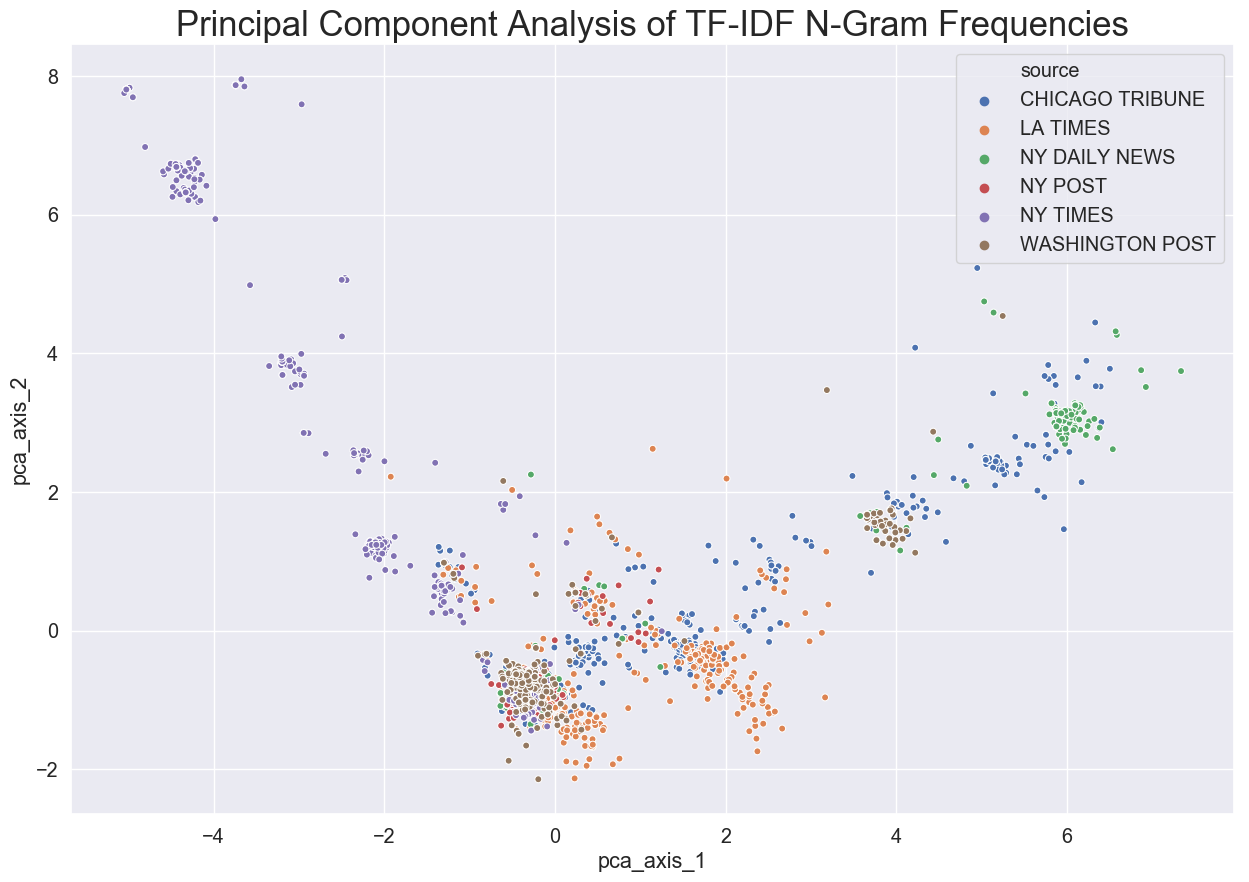 Principal Component Analysis of TF-IDF N-Gram Frequencies
source
CHICAGO TRIBUNE
LA TIMES
NY DAILY NEWS
NY POST
NY TIMES
WASHINGTON POST
8
6
4
2
0
−2
pca_axis_2
−4 −2 0 2 4 6
pca_axis_1